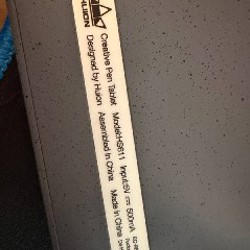 HUION
Creative Pen Tablet Model:HS611 Input:5V 500mA
Designed by Huion Assembled In China Made In China